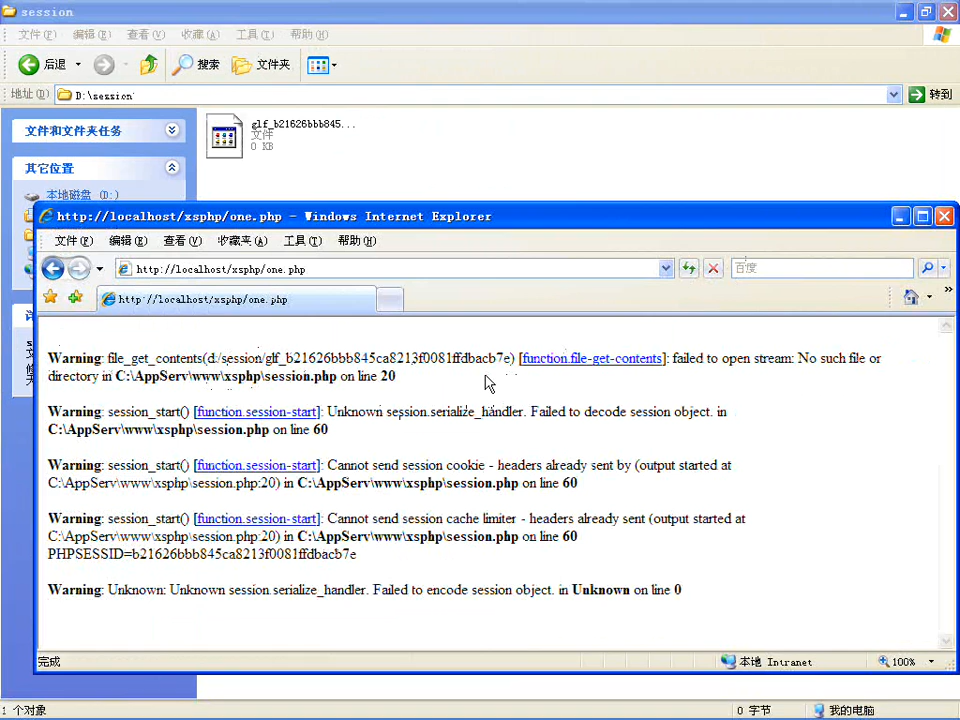 session
文件(F) 编辑(E) 查看(V) 收藏(A) 工具(T) 帮助(H)
后退 搜索 文件夹
地址(D) D:\session 转到
文件和文件夹任务
glf_b21626bbb845...
文件
0 KB
其它位置
本地磁盘 (D:)
http://localhost/xsphp/one.php - Windows Internet Explorer
文件(F) 编辑(E) 查看(V) 收藏夹(A) 工具(T) 帮助(H)
http://localhost/xsphp/one.php 百度
http://localhost/xsphp/one.php
Warning: file_get_contents(d:/session/glf_b21626bbb845ca8213f0081ffdbacb7e) [function.file-get-contents]: failed to open stream: No such file or
directory in C:\AppServ\www\xsphp\session.php on line 20
Warning: session_start() [function.session-start]: Unknown session.serialize_handler. Failed to decode session object. in
C:\AppServ\www\xsphp\session.php on line 60
Warning: session_start() [function.session-start]: Cannot send session cookie - headers already sent by (output started at
C:\AppServ\www\xsphp\session.php:20) in C:\AppServ\www\xsphp\session.php on line 60
Warning: session_start() [function.session-start]: Cannot send session cache limiter - headers already sent (output started at
C:\AppServ\www\xsphp\session.php:20) in C:\AppServ\www\xsphp\session.php on line 60
PHPSESSID=b21626bbb845ca8213f0081ffdbacb7e
Warning: Unknown: Unknown session.serialize_handler. Failed to encode session object. in Unknown on line 0
完成 本地 Intranet 100%
1 个对象 0 字节 我的电脑